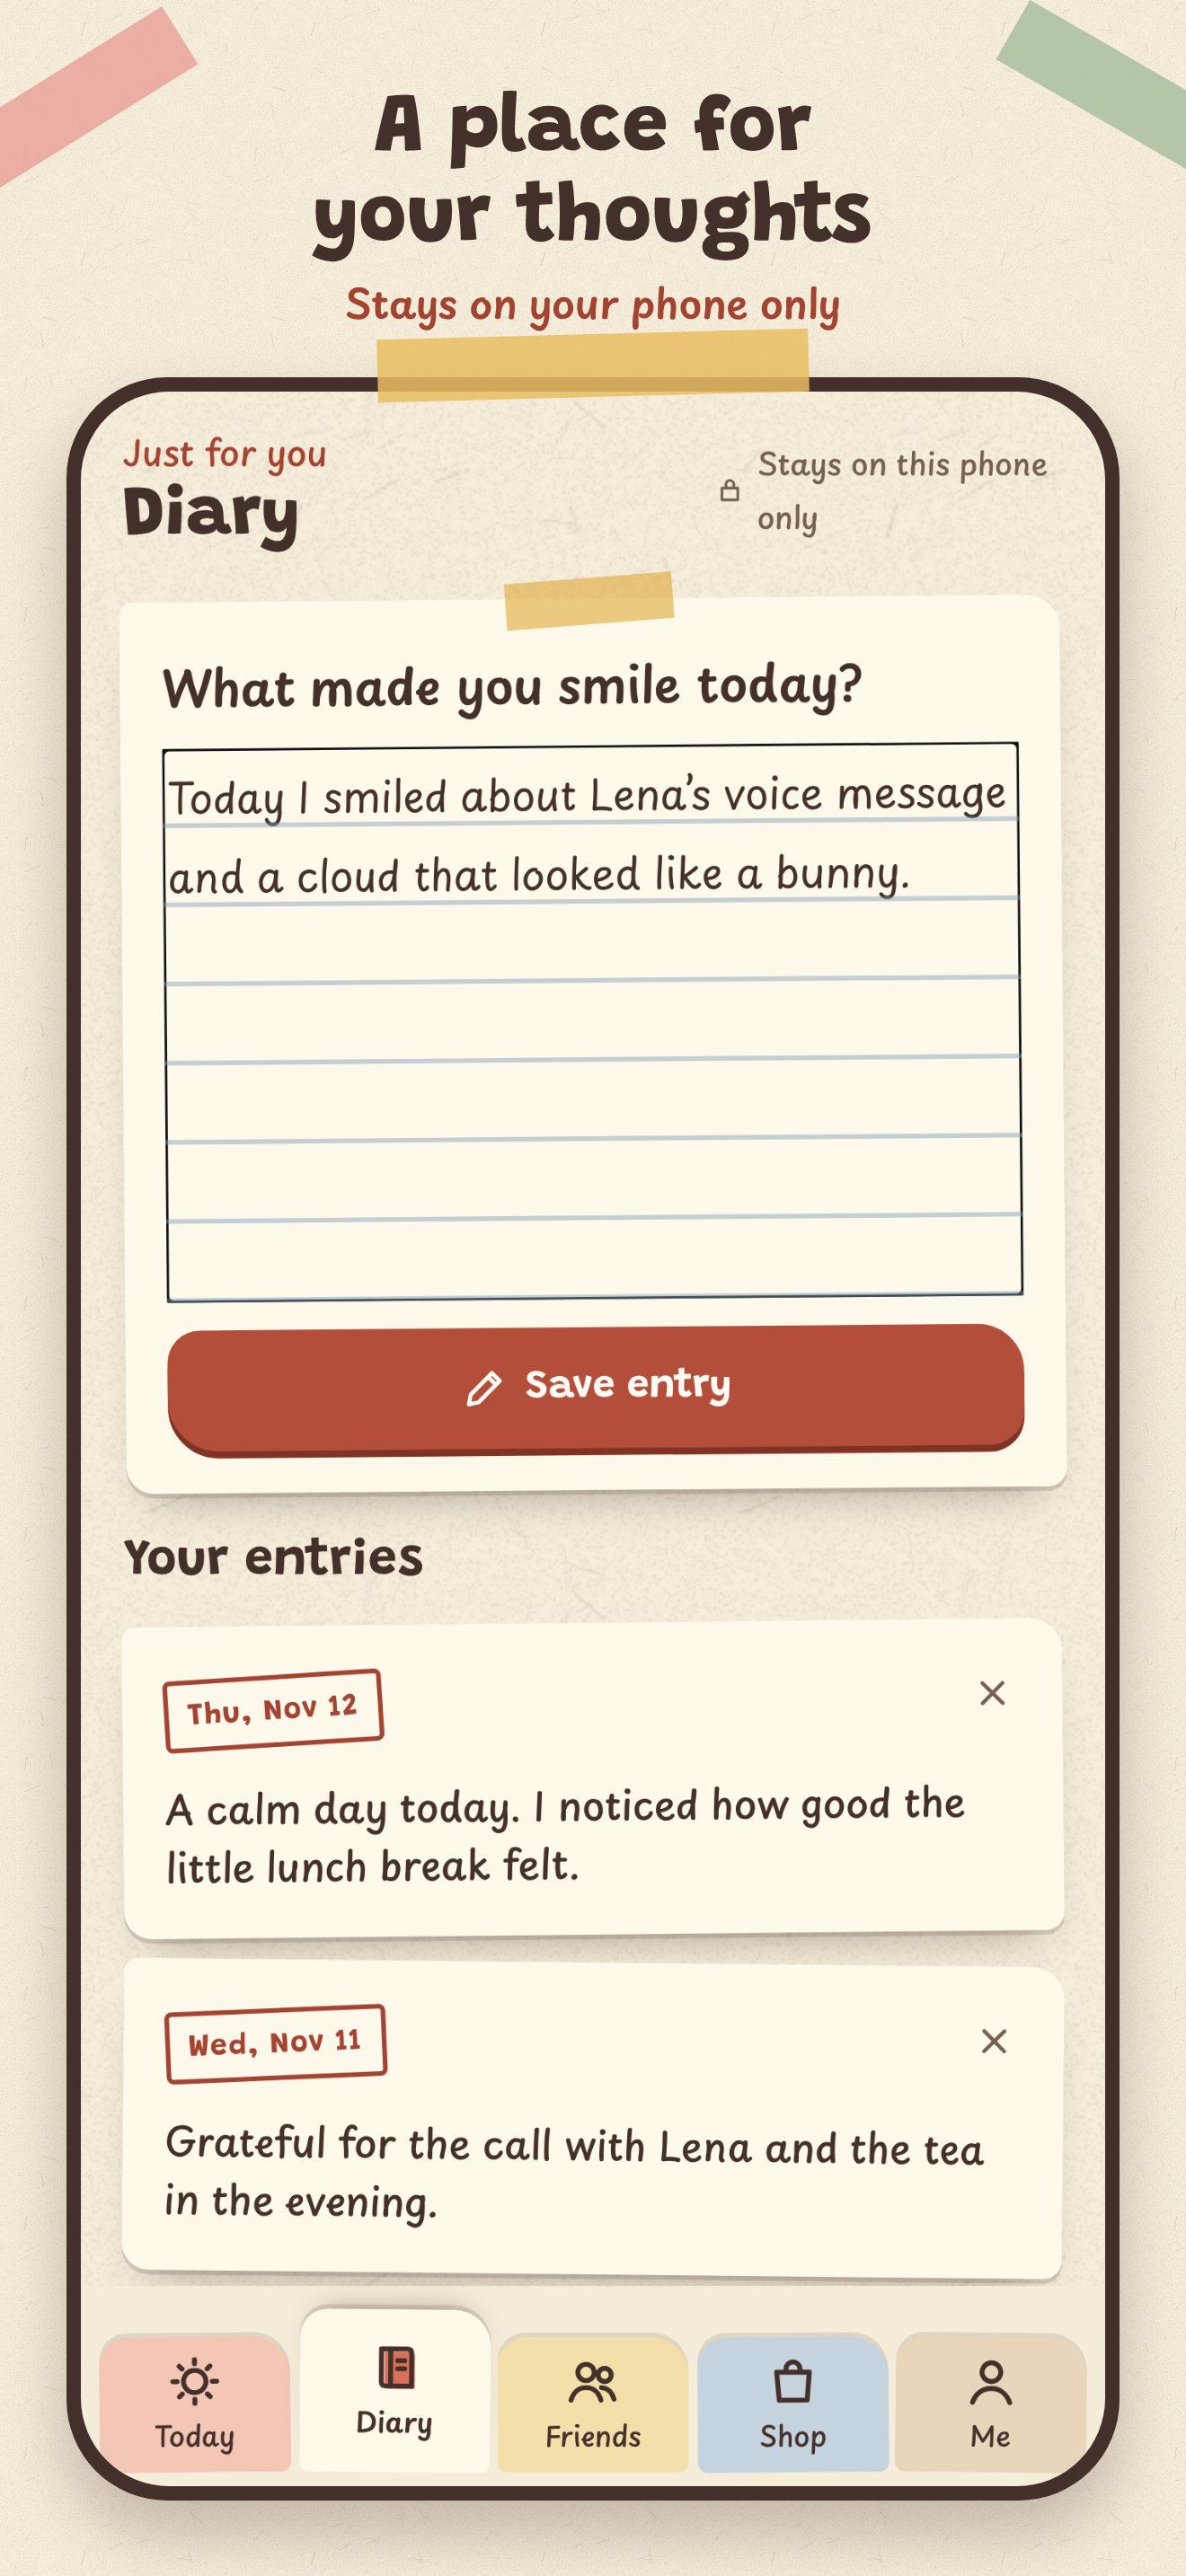 A place for
your thoughts
Stays on your phone only
Just for you
Diary
Stays on this phone
only
What made you smile today?
Today I smiled about Lena’s voice message
and a cloud that looked like a bunny.
Save entry
Your entries
Thu, Nov 12
A calm day today. I noticed how good the
little lunch break felt.
Wed, Nov 11
Grateful for the call with Lena and the tea
in the evening.
Today
Diary
Friends
Shop
Me